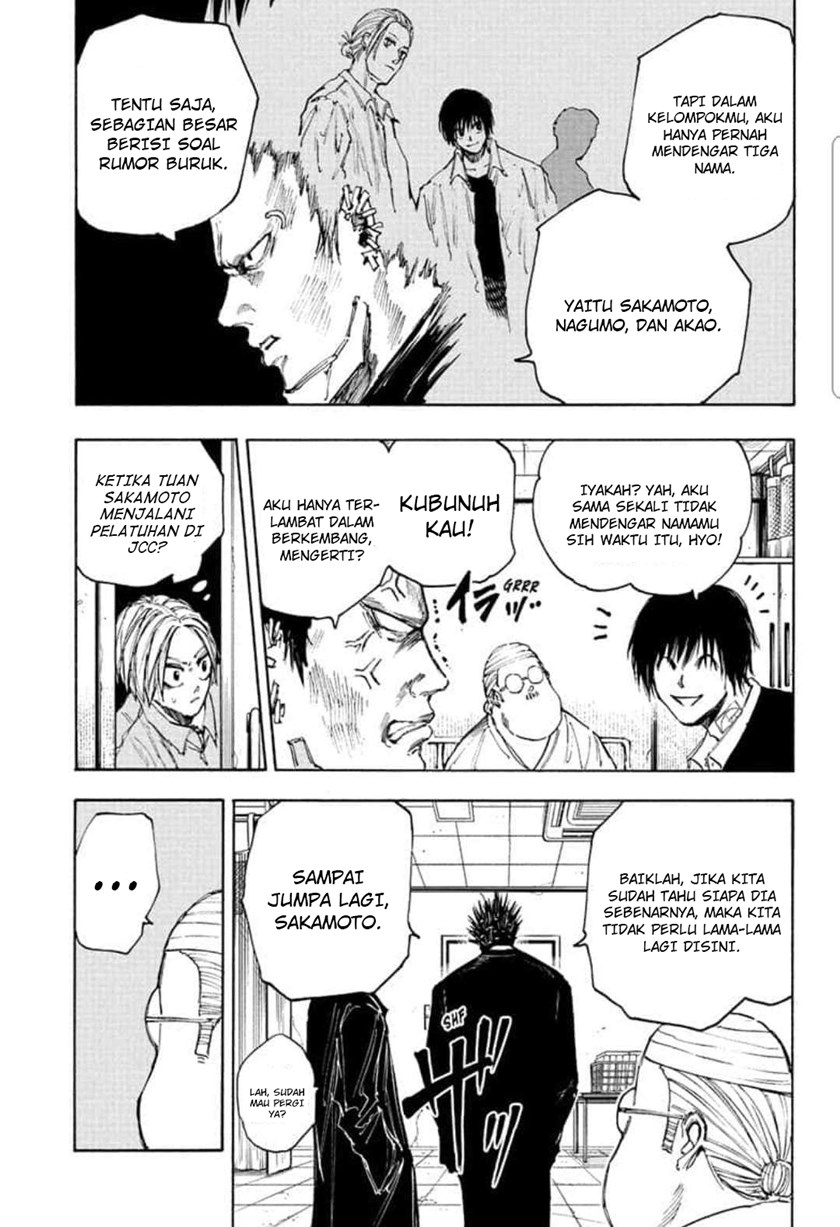 TAPI DALAM
KELOMPOKMU, AKU
HANYA PERNAH
MENDENGAR TIGA
NAMA.
YAITU SAKAMOTO,
NAGUMO, DAN AKAO.
TENTU SAJA,
SEBAGIAN BESAR
BERISI SOAL
RUMOR BURUK.
IYAKAH? YAH, AKU
SAMA SEKALI TIDAK
MENDENGAR NAMAMU
SIH WAKTU ITU, HYO!
KUBUNUH
KAU!
AKU HANYA TER-
LAMBAT DALAM
BERKEMBANG,
MENGERTI?
GRRR
イラッ‥
KETIKA TUAN
SAKAMOTO
MENJALANI
PELATUHAN DI
JCC?
BAIKLAH, JIKA KITA
SUDAH TAHU SIAPA DIA
SEBENARNYA, MAKA KITA
TIDAK PERLU LAMA-LAMA
LAGI DISINI.
SAMPAI
JUMPA LAGI,
SAKAMOTO.
SHF
ザッ
LAH, SUDAH
MAU PERGI
YA?
...